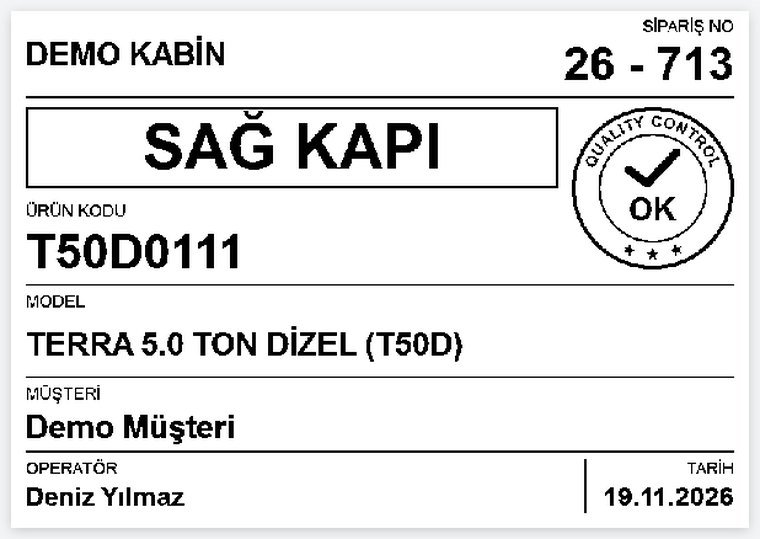 DEMO KABİN
SİPARİŞ NO
26 - 713
SAĞ KAPI
QUALITY CONTROL
OK
ÜRÜN KODU
T50D0111
MODEL
TERRA 5.0 TON DİZEL (T50D)
MÜŞTERİ
Demo Müşteri
OPERATÖR
Deniz Yılmaz
TARİH
19.11.2026